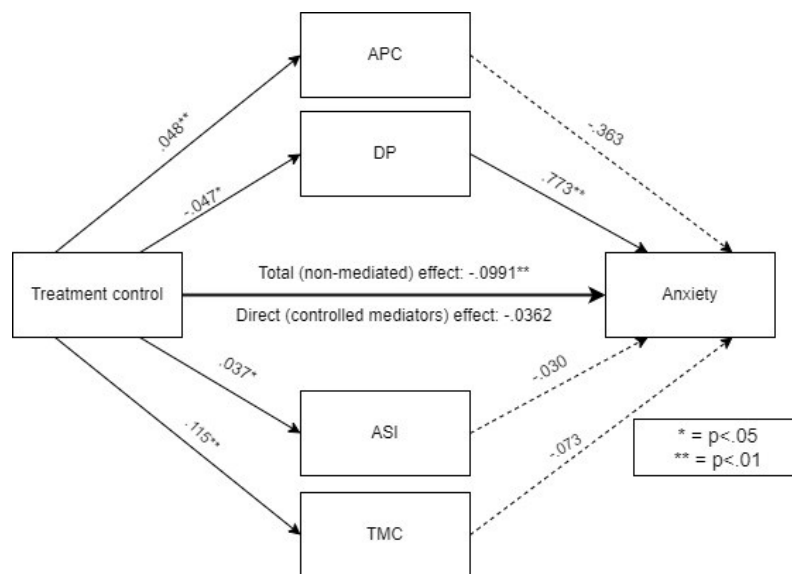 APC
.048**
-.363
DP
-.047*
.773**
Total (non-mediated) effect: -.0991**
Treatment control
Anxiety
Direct (controlled mediators) effect: -.0362
.037*
-.030
ASI
.115**
-.073
* = p<.05
** = p<.01
TMC